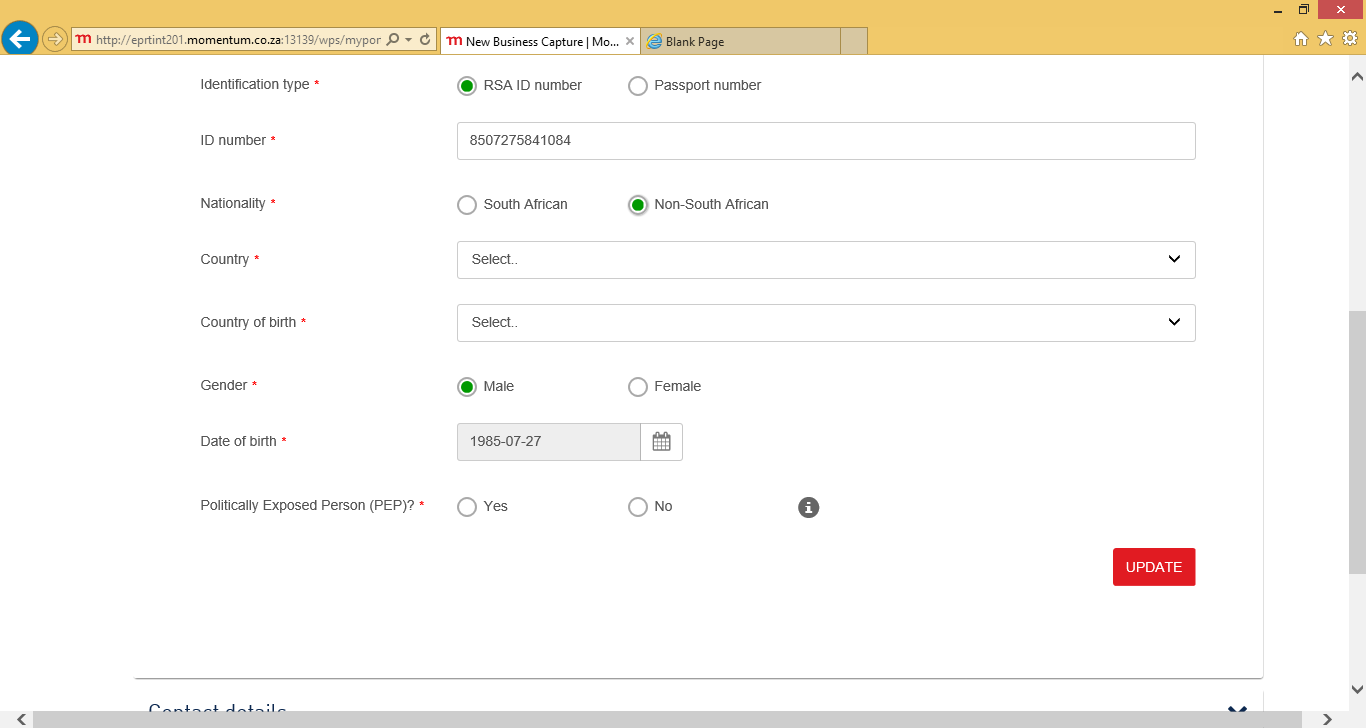 http://eprtint201.momentum.co.za:13139/wps/mypor
m New Business Capture | Mo...
Blank Page
Identification type *
RSA ID number
Passport number
ID number *
8507275841084
Nationality *
South African
Non-South African
Country *
Select..
Country of birth *
Select..
Gender *
Male
Female
Date of birth *
1985-07-27
Politically Exposed Person (PEP)? *
Yes
No
UPDATE
Contact details